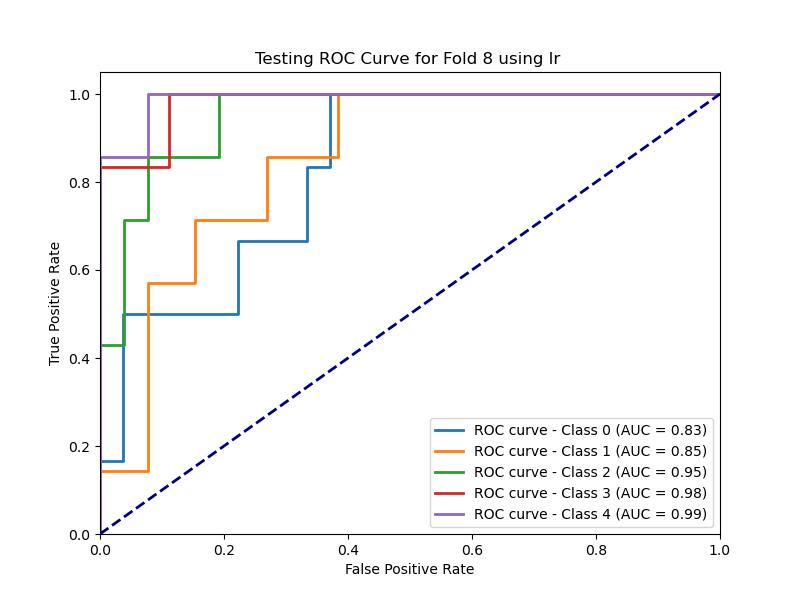 Testing ROC Curve for Fold 8 using lr
True Positive Rate
1.0
0.8
0.6
0.4
0.2
0.0
ROC curve - Class 0 (AUC = 0.83)
ROC curve - Class 1 (AUC = 0.85)
ROC curve - Class 2 (AUC = 0.95)
ROC curve - Class 3 (AUC = 0.98)
ROC curve - Class 4 (AUC = 0.99)
0.0 0.2 0.4 0.6 0.8 1.0
False Positive Rate